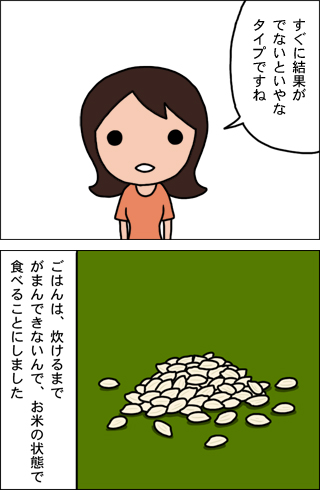 すぐに結果が
でないといやな
タイプですね
ごはんは、炊けるまで
がまんできないんで、お米の状態で
食べることにしました